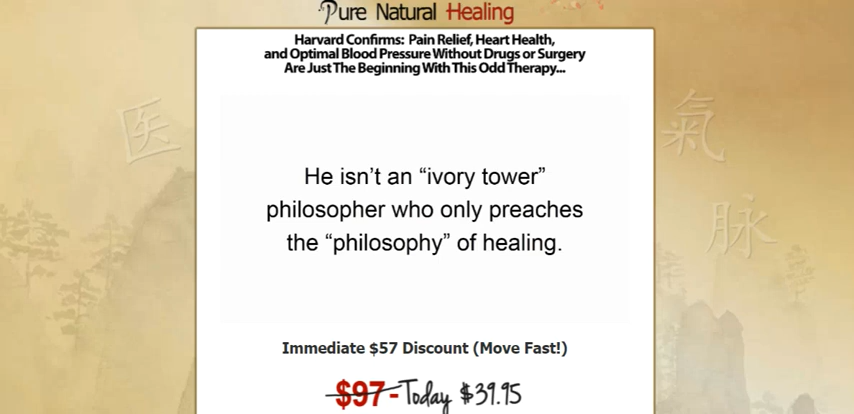 Pure Natural Healing
Harvard Confirms: Pain Relief, Heart Health,
and Optimal Blood Pressure Without Drugs or Surgery
Are Just The Beginning With This Odd Therapy...
医
氣
脉
He isn’t an “ivory tower”
philosopher who only preaches
the “philosophy” of healing.
Immediate $57 Discount (Move Fast!)
$97 - Today $39.95